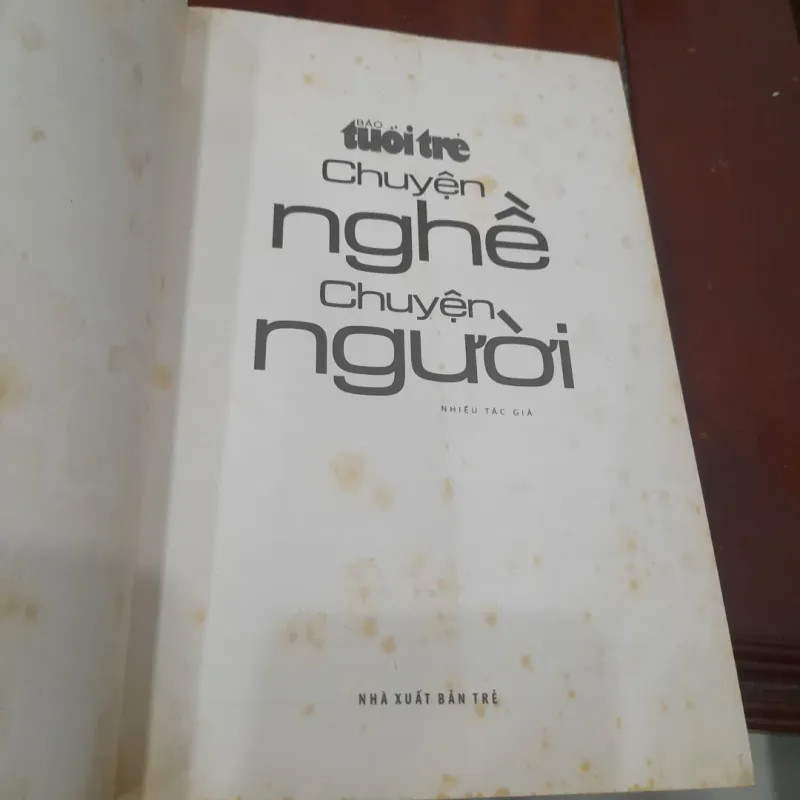 BÁO
tuổi trẻ
Chuyện
nghề
Chuyện
người
NHIỀU TÁC GIẢ
NHÀ XUẤT BẢN TRẺ